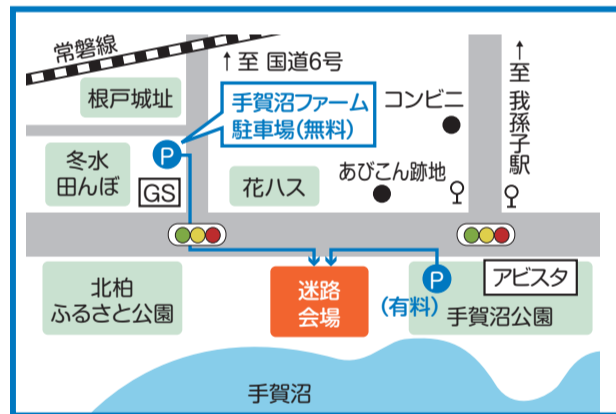 常磐線
↑至 国道6号
根戸城址
手賀沼ファーム
駐車場(無料)
コンビニ
↑至 我孫子駅
冬水
田んぼ
P
GS
花ハス
あびこん跡地
北柏
ふるさと公園
迷路
会場
P
(有料)
アビスタ
手賀沼公園
手賀沼